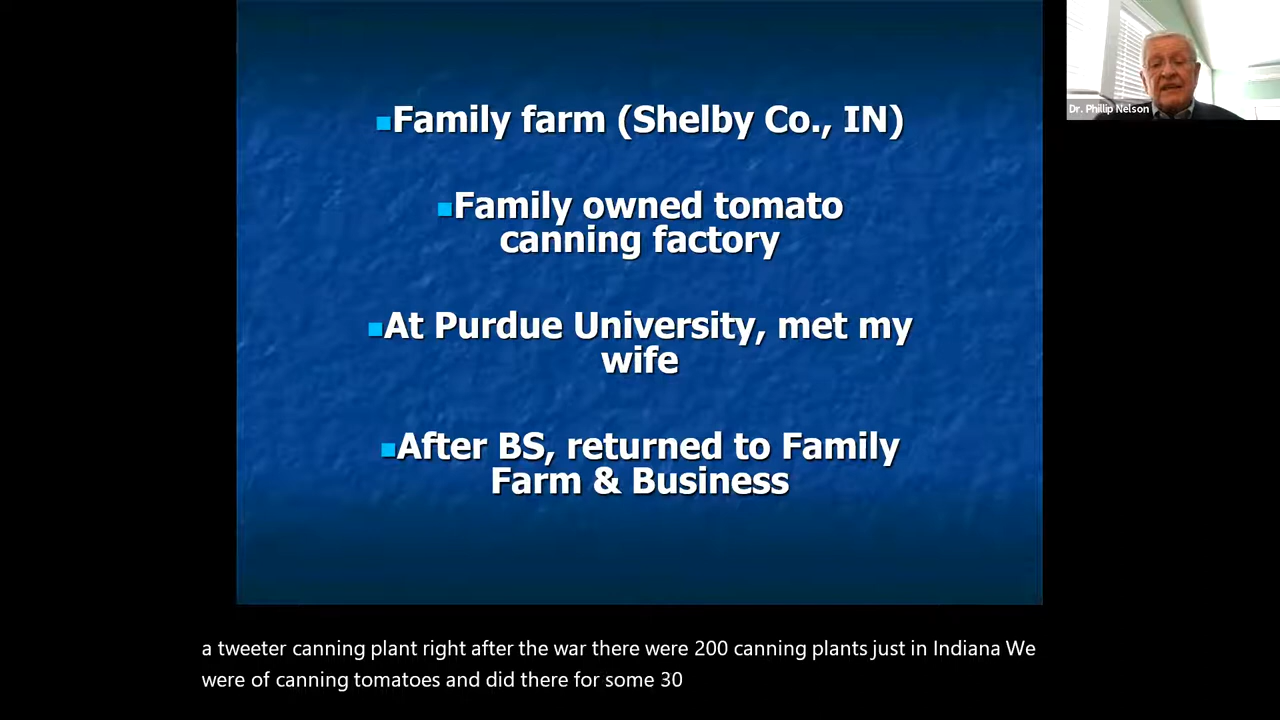 Family farm (Shelby Co., IN)
Family owned tomato
canning factory
At Purdue University, met my
wife
After BS, returned to Family
Farm & Business
Dr. Phillip Nelson
a tweeter canning plant right after the war there were 200 canning plants just in Indiana We
were of canning tomatoes and did there for some 30